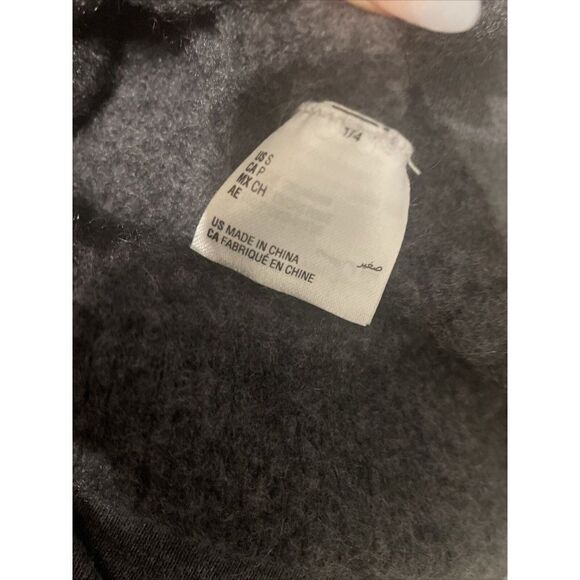 1/4
US S
CA P
MX CH
AE
صغير
US MADE IN CHINA
CA FABRIQUÉ EN CHINE